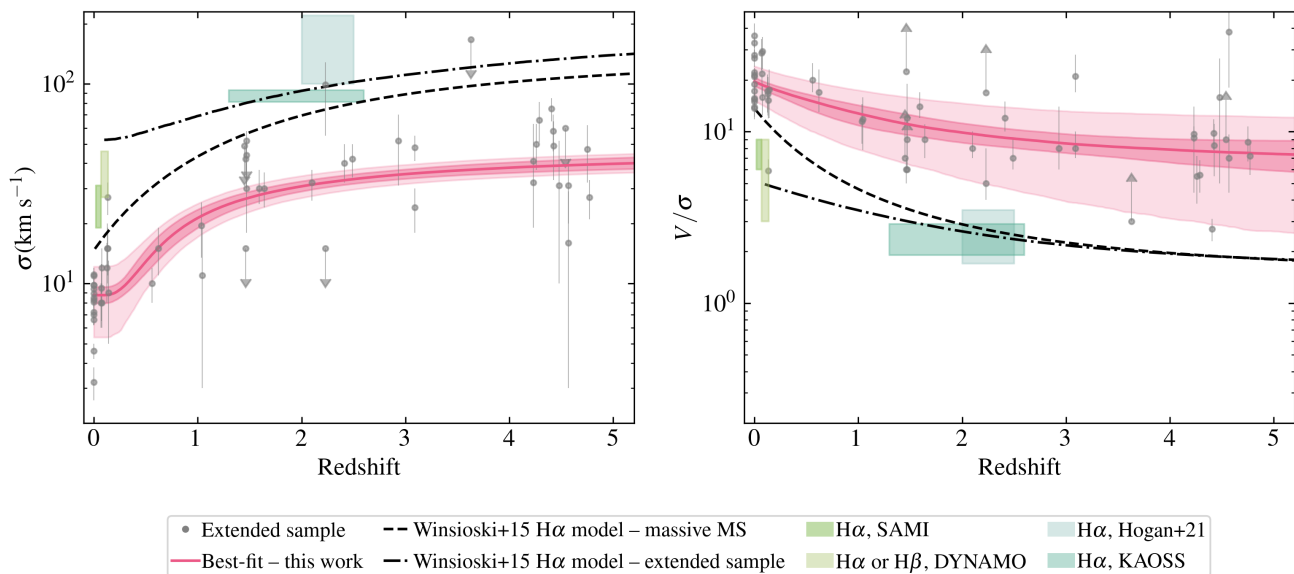 σ(km s⁻¹)
10²
10¹
0 1 2 3 4 5
Redshift
V/σ
10¹
10⁰
0 1 2 3 4 5
Redshift
Extended sample
Best-fit – this work
Winsioski+15 Hα model – massive MS
Winsioski+15 Hα model – extended sample
Hα, SAMI
Hα or Hβ, DYNAMO
Hα, Hogan+21
Hα, KAOSS